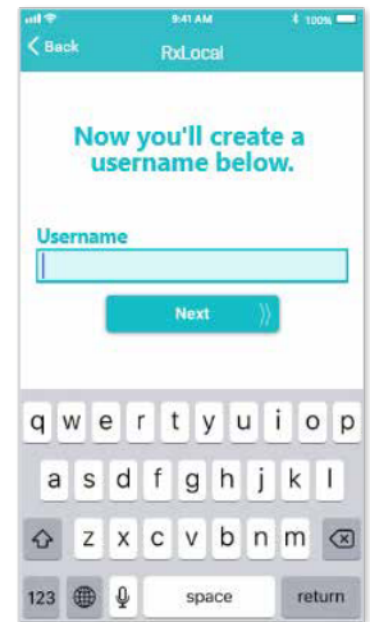 9:41 AM
100%
Back
RxLocal
Now you'll create a
username below.
Username
Next
q w e r t y u i o p
a s d f g h j k l
z x c v b n m
123 space return